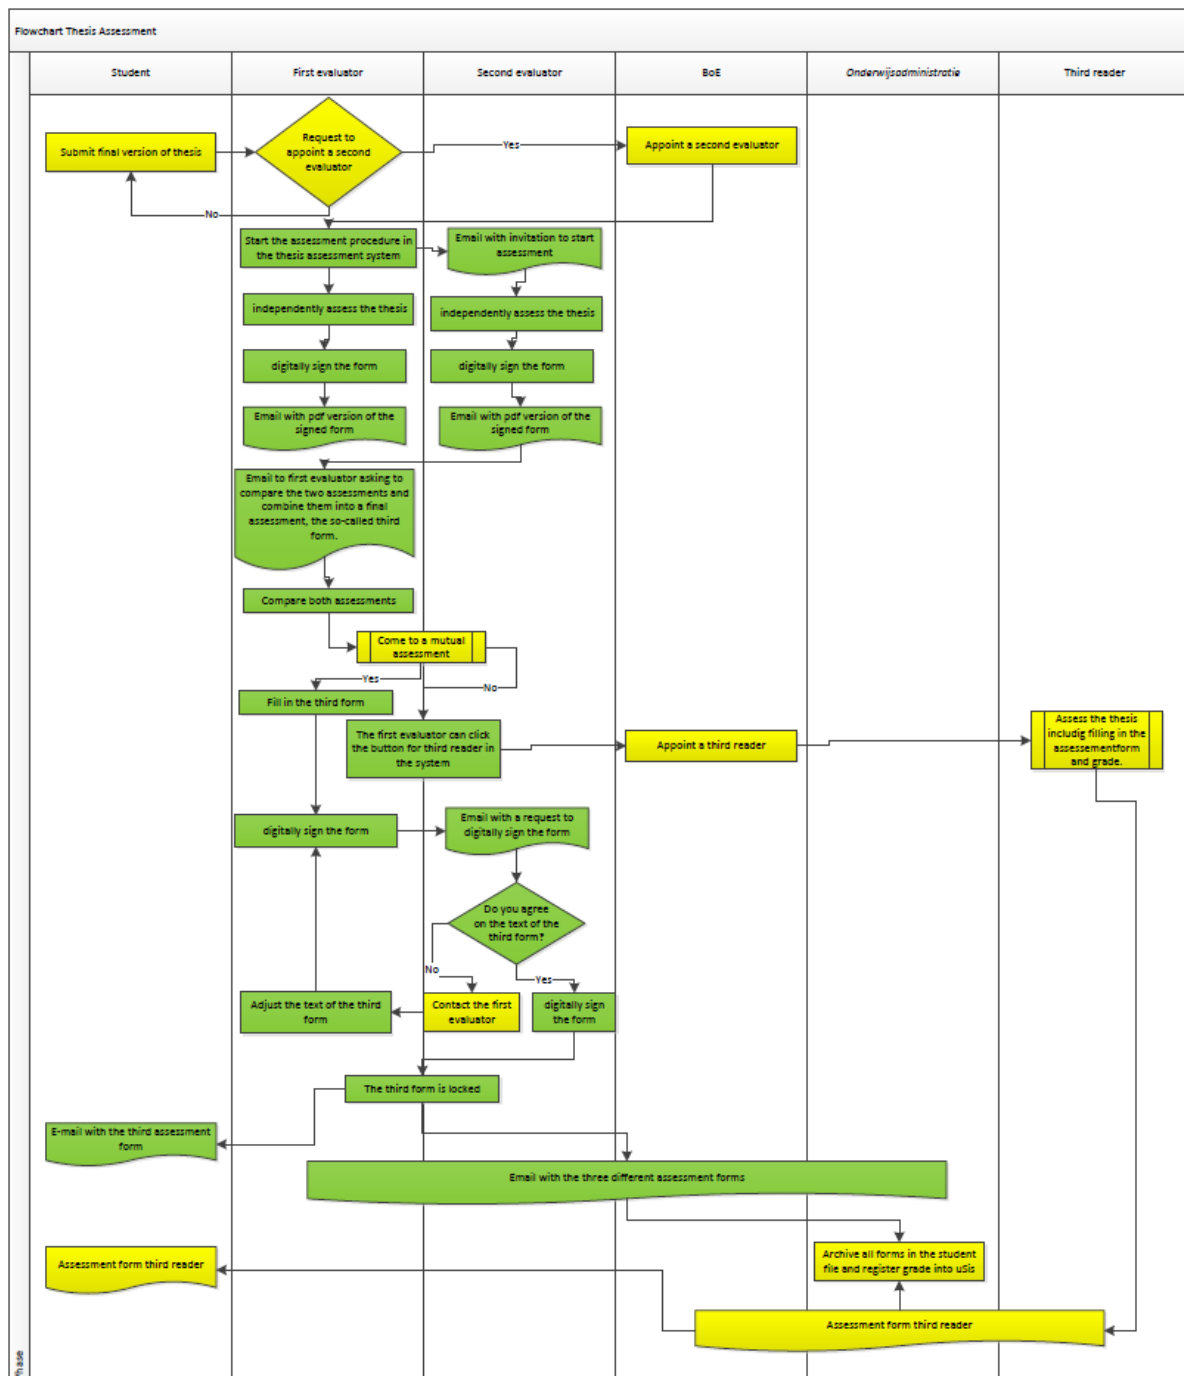 Flowchart Thesis Assessment
Student
First evaluator
Second evaluator
BoE
Onderwijsadministratie
Third reader
Submit final version of thesis
Request to
appoint a second
evaluator
Yes
Appoint a second evaluator
No
Start the assessment procedure in
the thesis assessment system
Email with invitation to start
assessment
independently assess the thesis
independently assess the thesis
digitally sign the form
digitally sign the form
Email with pdf version of the
signed form
Email with pdf version of the
signed form
Email to first evaluator asking to
compare the two assessments and
combine them into a final
assessment, the so-called third
form.
Compare both assessments
Come to a mutual
assessment
Yes
No
Fill in the third form
The first evaluator can click
the button for third reader in
the system
Appoint a third reader
Assess the thesis
includig filling in the
assessementform
and grade.
digitally sign the form
Email with a request to
digitally sign the form
Do you agree
on the text of the
third form?
No
Yes
Adjust the text of the third
form
Contact the first
evaluator
digitally sign
the form
The third form is locked
E-mail with the third assessment
form
Email with the three different assessment forms
Archive all forms in the student
file and register grade into uSis
Assessment form third reader
Assessment form third reader
Phase